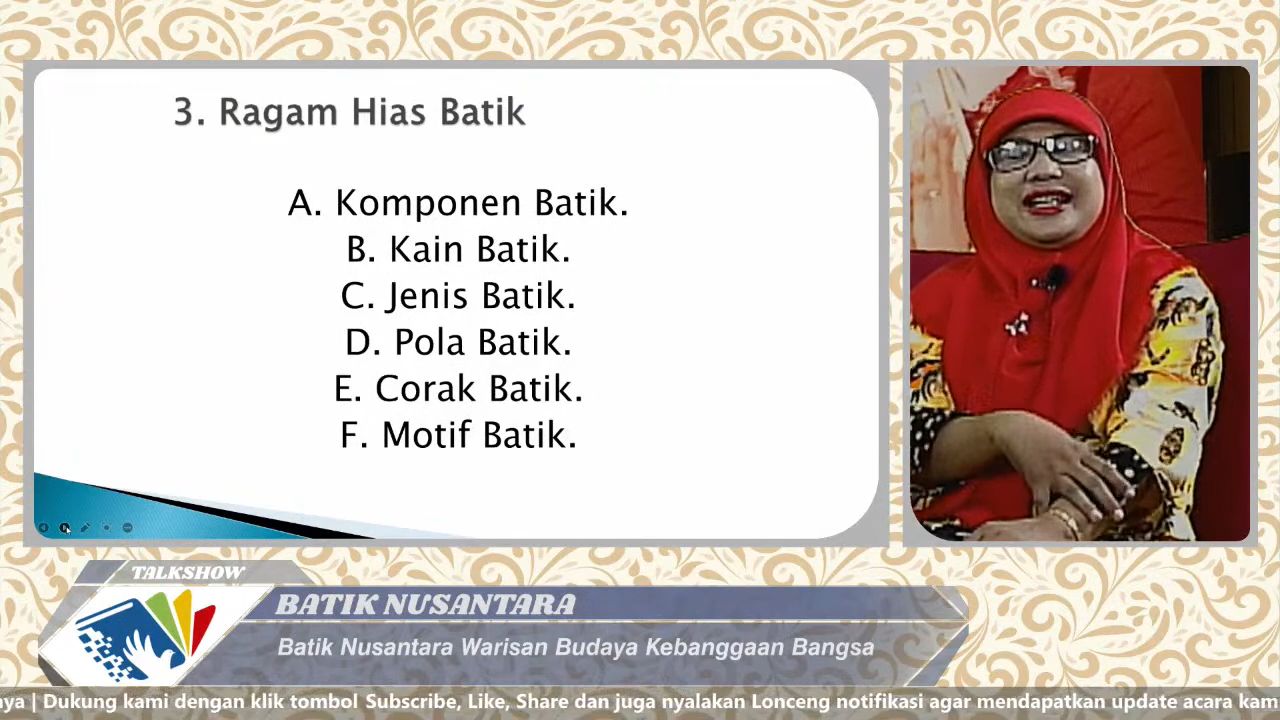 3. Ragam Hias Batik
A. Komponen Batik.
B. Kain Batik.
C. Jenis Batik.
D. Pola Batik.
E. Corak Batik.
F. Motif Batik.
TALKSHOW
BATIK NUSANTARA
Batik Nusantara Warisan Budaya Kebanggaan Bangsa
| Dukung kami dengan klik tombol Subscribe, Like, Share dan juga nyalakan Lonceng notifikasi agar mendapatkan update acara kam